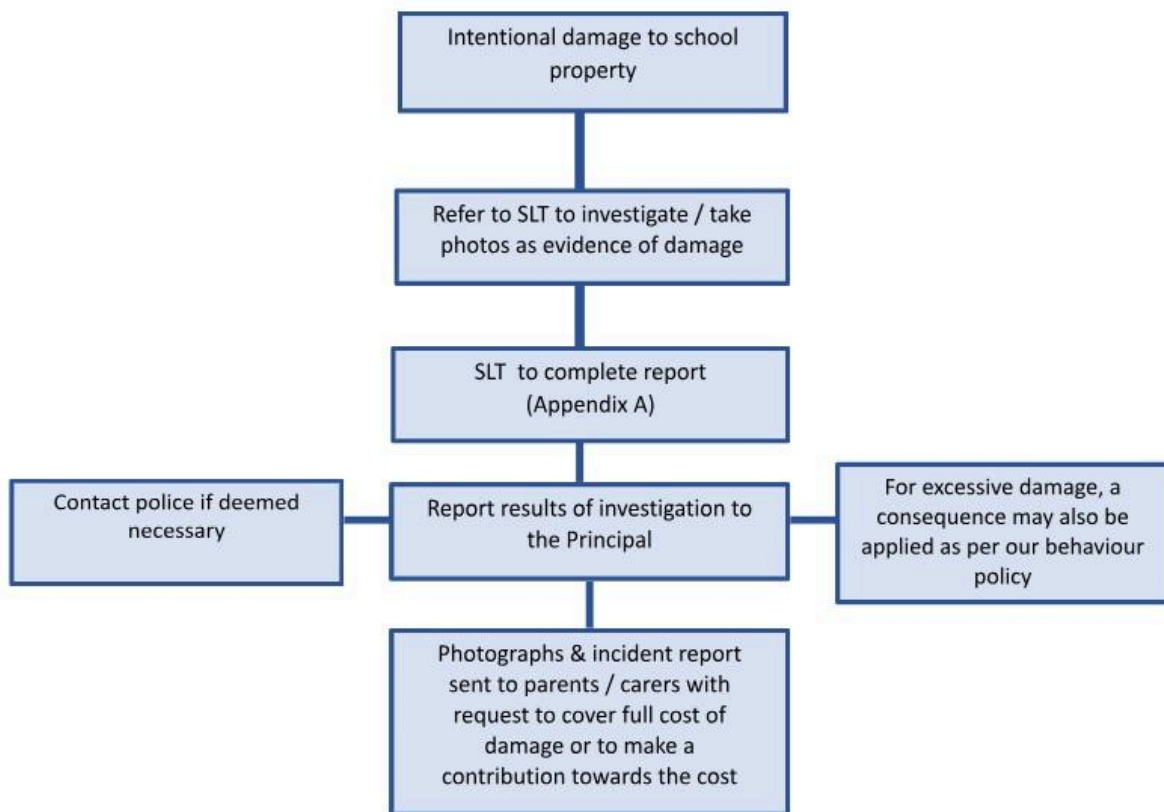 Intentional damage to school
property
Refer to SLT to investigate / take
photos as evidence of damage
SLT to complete report
(Appendix A)
Contact police if deemed
necessary
Report results of investigation to
the Principal
For excessive damage, a
consequence may also be
applied as per our behaviour
policy
Photographs & incident report
sent to parents / carers with
request to cover full cost of
damage or to make a
contribution towards the cost